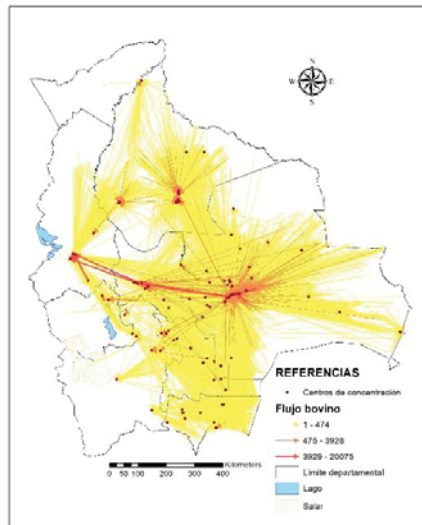 N
W E
S
REFERENCIAS
Centros de concentración
Flujo bovino
1 - 474
475 - 3928
3929 - 20075
Límite departamental
Lago
Salar
Kilometers
0 50 100 200 300 400